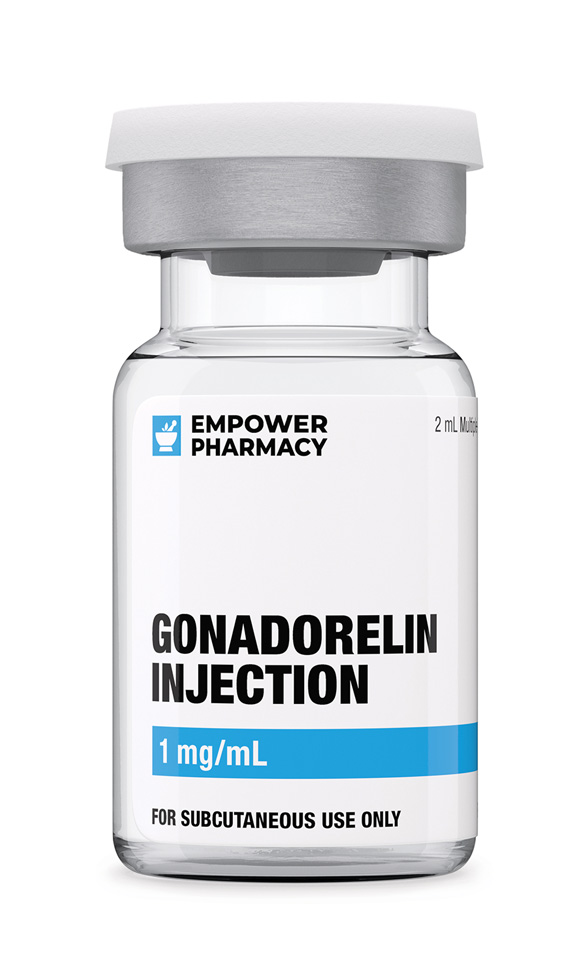 EMPOWER
PHARMACY
2 mL
GONADORELIN
INJECTION
1 mg/mL
FOR SUBCUTANEOUS USE ONLY